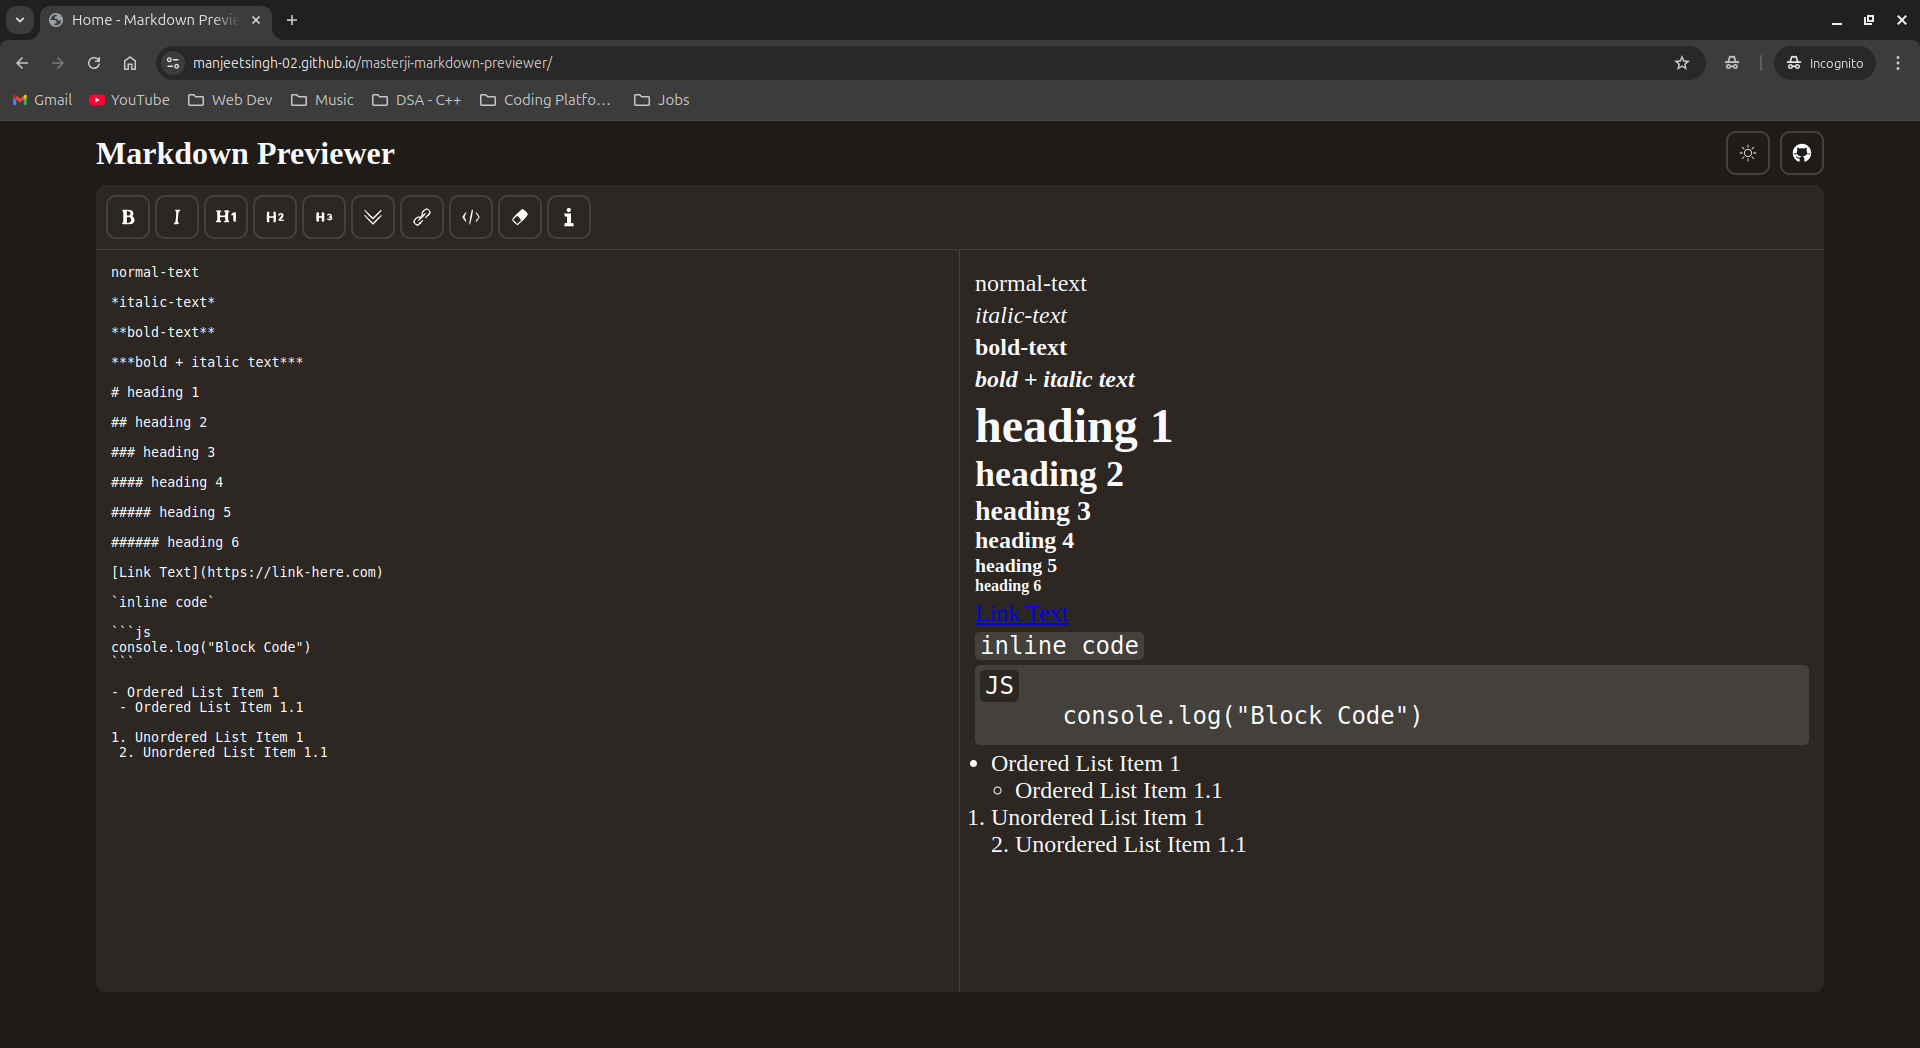 Home - Markdown Previe
manjeetsingh-02.github.io/masterji-markdown-previewer/
Incognito
Gmail
YouTube
Web Dev
Music
DSA - C++
Coding Platfo...
Jobs
Markdown Previewer
B
I
H1
H2
H3
</>
i
normal-text
*italic-text*
**bold-text**
***bold + italic text***
# heading 1
## heading 2
### heading 3
#### heading 4
##### heading 5
###### heading 6
[Link Text](https://link-here.com)
`inline code`
```js
console.log("Block Code")
```
- Ordered List Item 1
 - Ordered List Item 1.1
1. Unordered List Item 1
 2. Unordered List Item 1.1
normal-text
italic-text
bold-text
bold + italic text
heading 1
heading 2
heading 3
heading 4
heading 5
heading 6
Link Text
inline code
JS
console.log("Block Code")
Ordered List Item 1
Ordered List Item 1.1
1. Unordered List Item 1
2. Unordered List Item 1.1